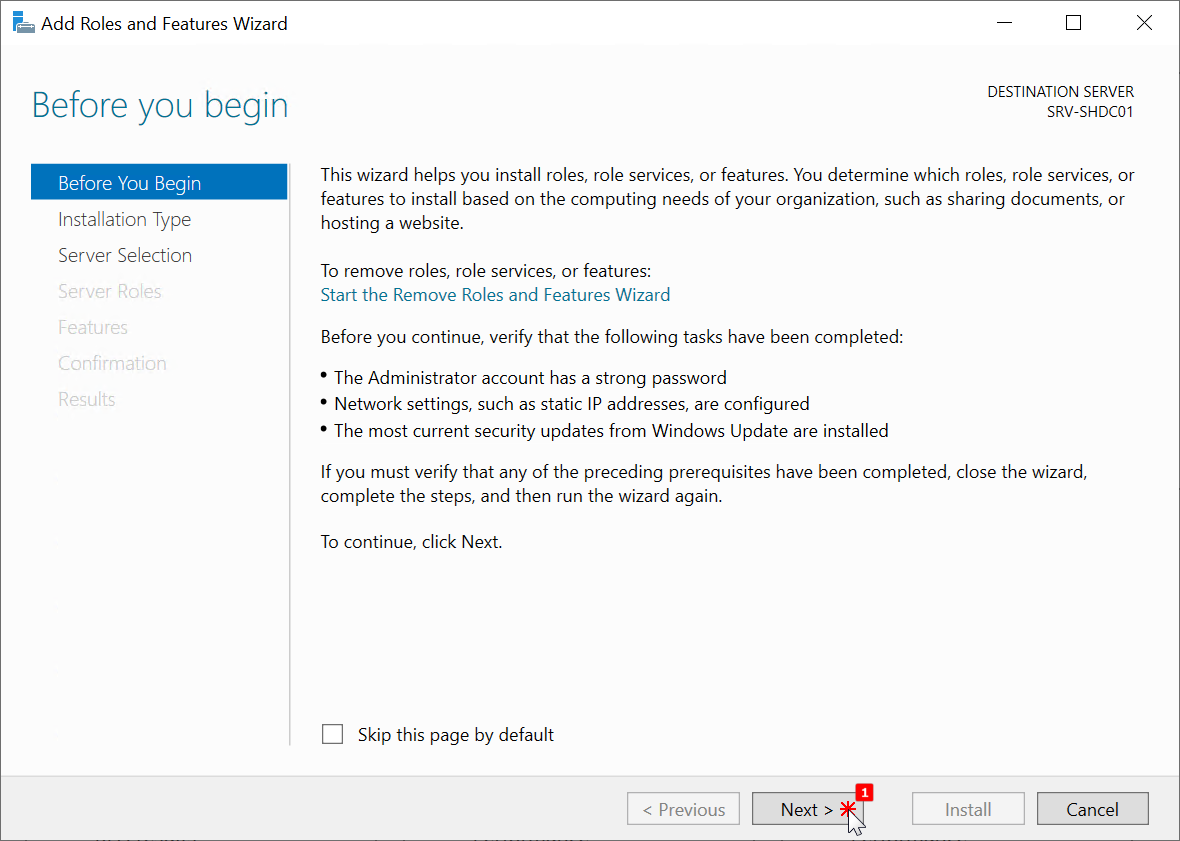 Add Roles and Features Wizard
Before you begin
DESTINATION SERVER
SRV-SHDC01
Before You Begin
Installation Type
Server Selection
Server Roles
Features
Confirmation
Results
This wizard helps you install roles, role services, or features. You determine which roles, role services, or
features to install based on the computing needs of your organization, such as sharing documents, or
hosting a website.
To remove roles, role services, or features:
Start the Remove Roles and Features Wizard
Before you continue, verify that the following tasks have been completed:
• The Administrator account has a strong password
• Network settings, such as static IP addresses, are configured
• The most current security updates from Windows Update are installed
If you must verify that any of the preceding prerequisites have been completed, close the wizard,
complete the steps, and then run the wizard again.
To continue, click Next.
Skip this page by default
< Previous
Next >
1
Install
Cancel